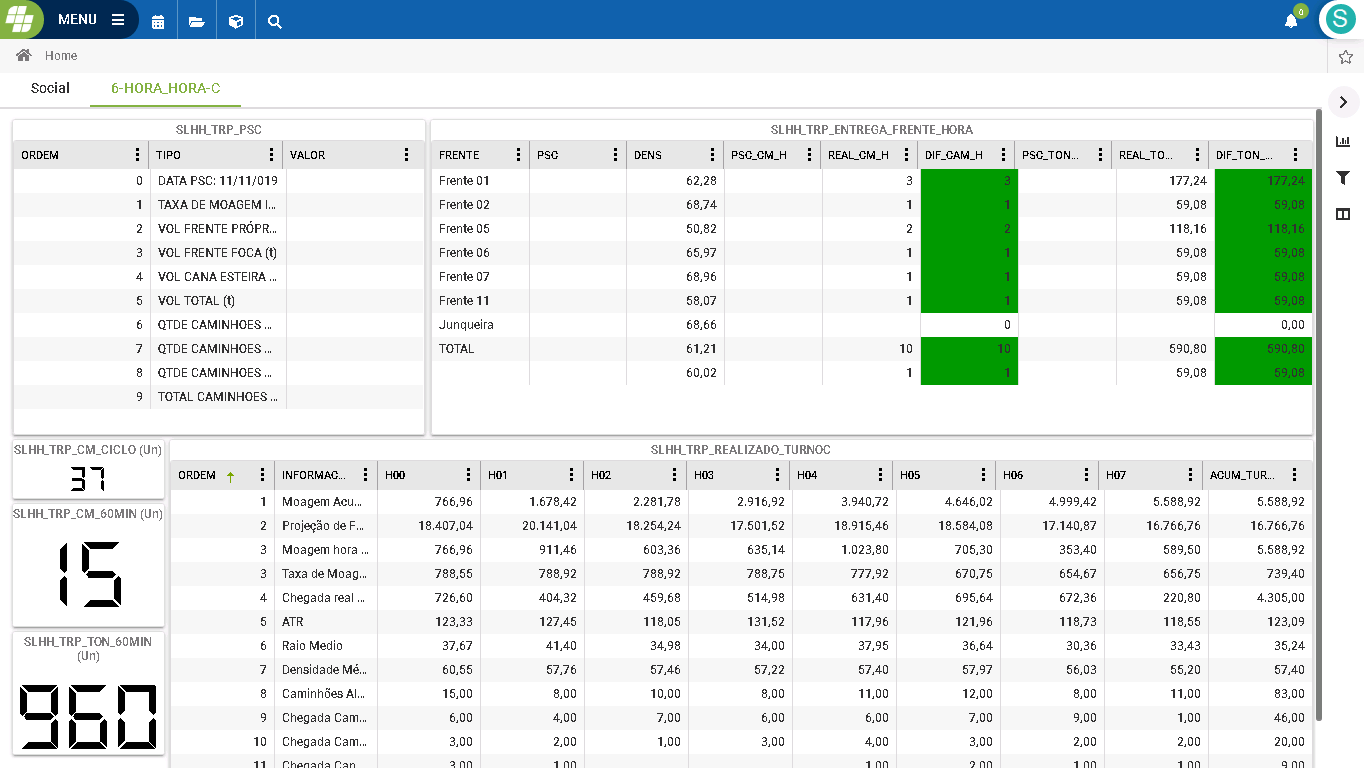 MENU
0
S
Home
Social 6-HORA_HORA-C
SLHH_TRP_PSC
ORDEM TIPO VALOR
0 DATA PSC: 11/11/019
1 TAXA DE MOAGEM I...
2 VOL FRENTE PRÓPR...
3 VOL FRENTE FOCA (t)
4 VOL CANA ESTEIRA ...
5 VOL TOTAL (t)
6 QTDE CAMINHOES ...
7 QTDE CAMINHOES ...
8 QTDE CAMINHOES ...
9 TOTAL CAMINHOES ...
SLHH_TRP_ENTREGA_FRENTE_HORA
FRENTE PSC DENS PSC_CM_H REAL_CM_H DIF_CAM_H PSC_TON... REAL_TO... DIF_TON_...
Frente 01 62,28 3 3 177,24 177,24
Frente 02 68,74 1 1 59,08 59,08
Frente 05 50,82 2 2 118,16 118,16
Frente 06 65,97 1 1 59,08 59,08
Frente 07 68,96 1 1 59,08 59,08
Frente 11 58,07 1 1 59,08 59,08
Junqueira 68,66 0 0,00
TOTAL 61,21 10 10 590,80 590,80
60,02 1 1 59,08 59,08
SLHH_TRP_CM_CICLO (Un)
37
SLHH_TRP_CM_60MIN (Un)
15
SLHH_TRP_TON_60MIN
(Un)
960
SLHH_TRP_REALIZADO_TURNOC
ORDEM INFORMAC... H00 H01 H02 H03 H04 H05 H06 H07 ACUM_TUR...
1 Moagem Acu... 766,96 1.678,42 2.281,78 2.916,92 3.940,72 4.646,02 4.999,42 5.588,92 5.588,92
2 Projeção de F... 18.407,04 20.141,04 18.254,24 17.501,52 18.915,46 18.584,08 17.140,87 16.766,76 16.766,76
3 Moagem hora ... 766,96 911,46 603,36 635,14 1.023,80 705,30 353,40 589,50 5.588,92
3 Taxa de Moag... 788,55 788,92 788,92 788,75 777,92 670,75 654,67 656,75 739,40
4 Chegada real ... 726,60 404,32 459,68 514,98 631,40 695,64 672,36 220,80 4.305,00
5 ATR 123,33 127,45 118,05 131,52 117,96 121,96 118,73 118,55 123,09
6 Raio Medio 37,67 41,40 34,98 34,00 37,95 36,64 30,36 33,43 35,24
7 Densidade Mé... 60,55 57,76 57,46 57,22 57,40 57,97 56,03 55,20 57,40
8 Caminhões Al... 15,00 8,00 10,00 8,00 11,00 12,00 8,00 11,00 83,00
9 Chegada Cam... 6,00 4,00 7,00 6,00 6,00 7,00 9,00 1,00 46,00
10 Chegada Cam... 3,00 2,00 1,00 3,00 4,00 3,00 2,00 2,00 20,00
11 Chegada Can... 3,00 1,00 1,00 2,00 1,00 1,00 9,00